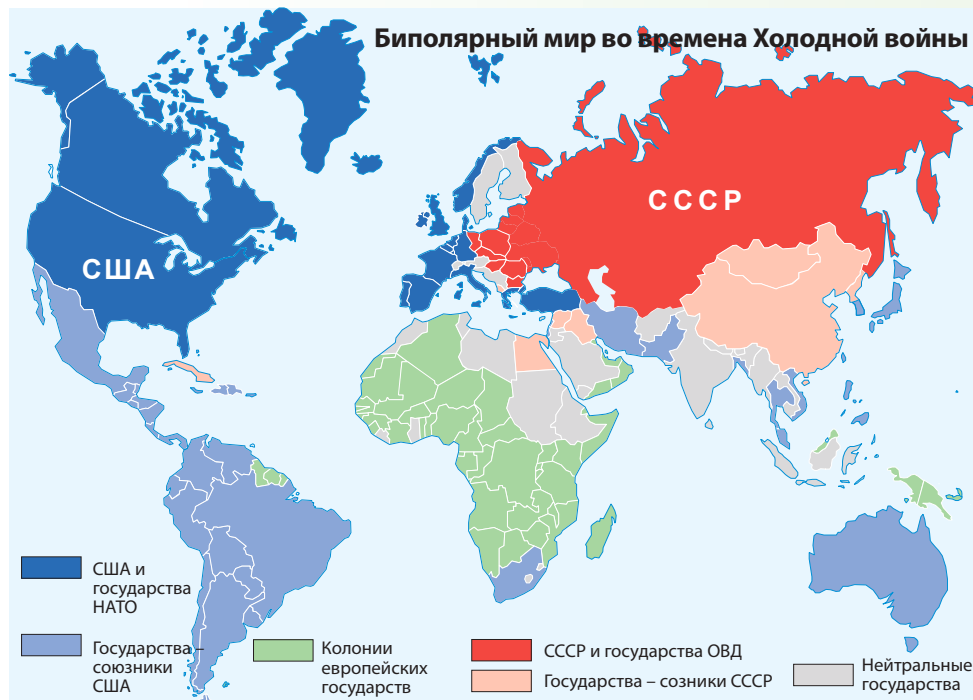 Биполярный мир во времена Холодной войны
СССР
США
США и
государства
НАТО
Государства –
союзники
США
Колонии
европейских
государств
СССР и государства ОВД
Государства – созники СССР
Нейтральные
государства